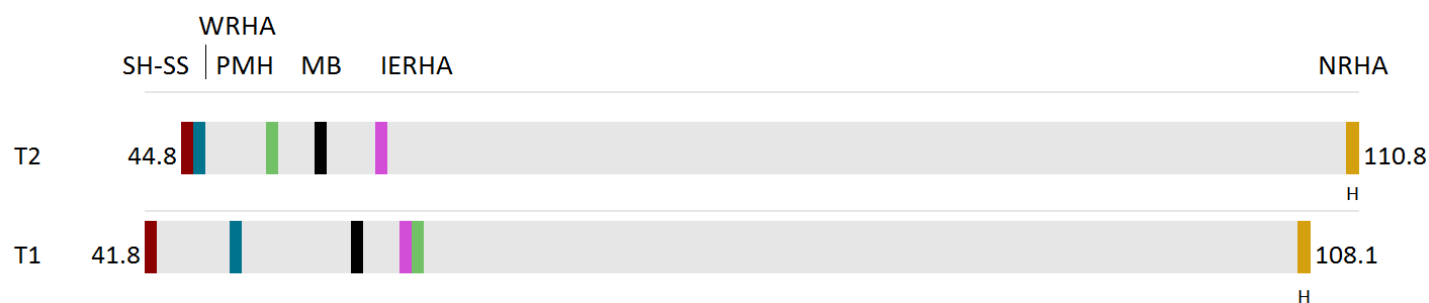 WRHA
SH-SS PMH MB IERHA NRHA
T2 44.8 110.8
H
T1 41.8 108.1
H